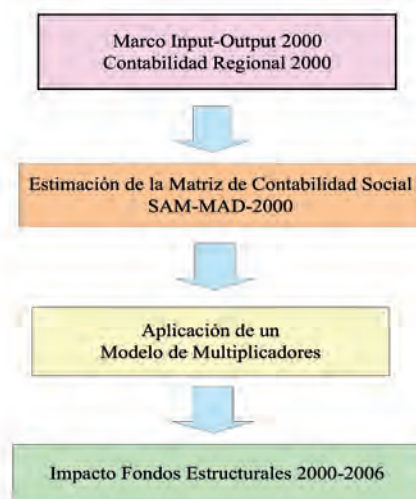 Marco Input-Output 2000
Contabilidad Regional 2000
Estimación de la Matriz de Contabilidad Social
SAM-MAD-2000
Aplicación de un
Modelo de Multiplicadores
Impacto Fondos Estructurales 2000-2006